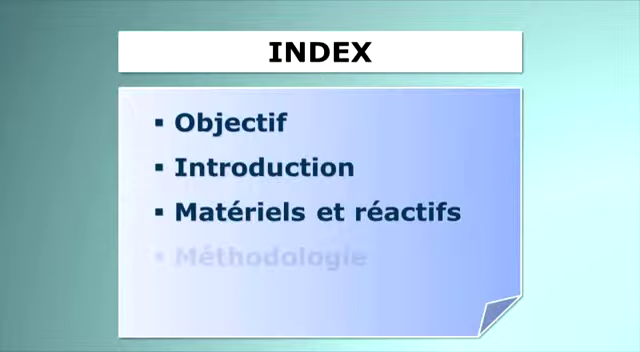 INDEX
▪ Objectif
▪ Introduction
▪ Matériels et réactifs
▪ Méthodologie